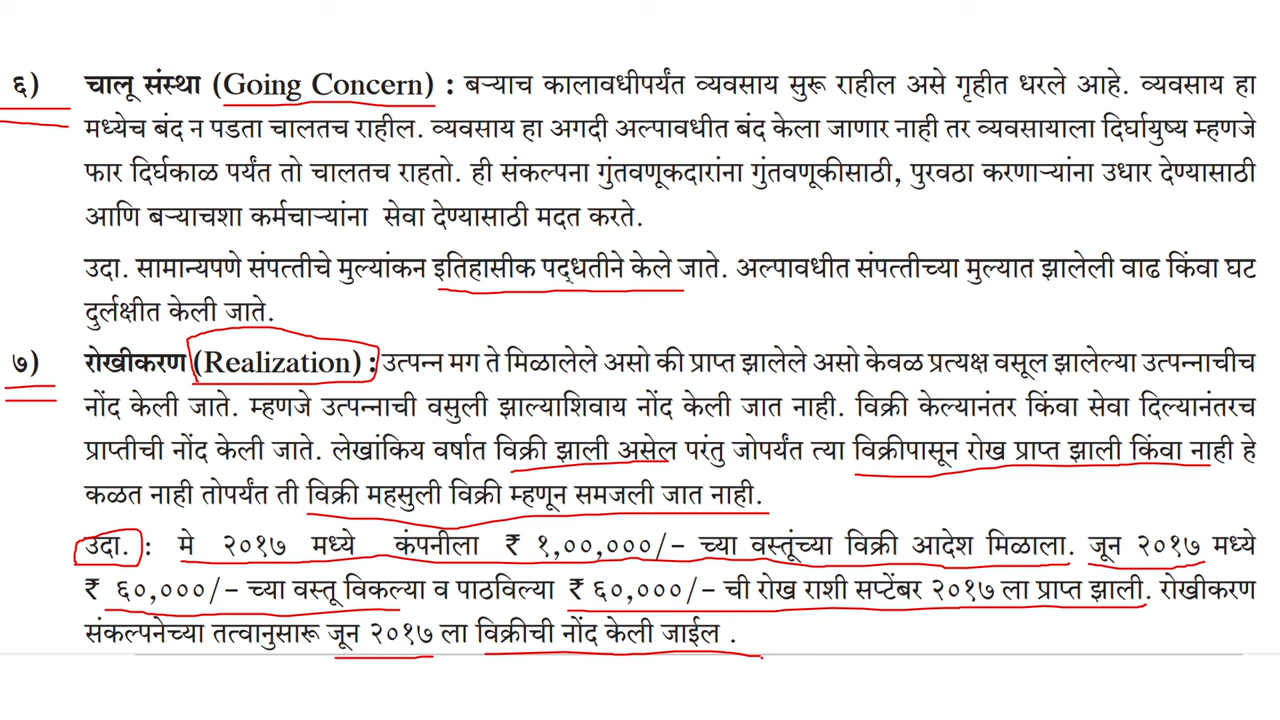 ६) चालू संस्था (Going Concern) : बऱ्याच कालावधीपर्यंत व्यवसाय सुरू राहील असे गृहीत धरले आहे. व्यवसाय हा
मध्येच बंद न पडता चालतच राहील. व्यवसाय हा अगदी अल्पावधीत बंद केला जाणार नाही तर व्यवसायाला दिर्घायुष्य म्हणजे
फार दिर्घकाळ पर्यंत तो चालतच राहतो. ही संकल्पना गुंतवणूकदारांना गुंतवणूकीसाठी, पुरवठा करणाऱ्यांना उधार देण्यासाठी
आणि बऱ्याचशा कर्मचाऱ्यांना सेवा देण्यासाठी मदत करते.
उदा. सामान्यपणे संपत्तीचे मुल्यांकन इतिहासीक पद्धतीने केले जाते. अल्पावधीत संपत्तीच्या मुल्यात झालेली वाढ किंवा घट
दुर्लक्षीत केली जाते.
७) रोखीकरण (Realization) : उत्पन्न मग ते मिळालेले असो की प्राप्त झालेले असो केवळ प्रत्यक्ष वसूल झालेल्या उत्पन्नाचीच
नोंद केली जाते. म्हणजे उत्पन्नाची वसुली झाल्याशिवाय नोंद केली जात नाही. विक्री केल्यानंतर किंवा सेवा दिल्यानंतरच
प्राप्तीची नोंद केली जाते. लेखांकिय वर्षात विक्री झाली असेल परंतु जोपर्यंत त्या विक्रीपासून रोख प्राप्त झाली किंवा नाही हे
कळत नाही तोपर्यंत ती विक्री महसुली विक्री म्हणून समजली जात नाही.
उदा. : मे २०१७ मध्ये कंपनीला ₹ १,००,०००/- च्या वस्तूंच्या विक्री आदेश मिळाला. जून २०१७ मध्ये
₹ ६०,०००/- च्या वस्तू विकल्या व पाठविल्या ₹ ६०,०००/- ची रोख राशी सप्टेंबर २०१७ ला प्राप्त झाली. रोखीकरण
संकल्पनेच्या तत्वानुसारू जून २०१७ ला विक्रीची नोंद केली जाईल .